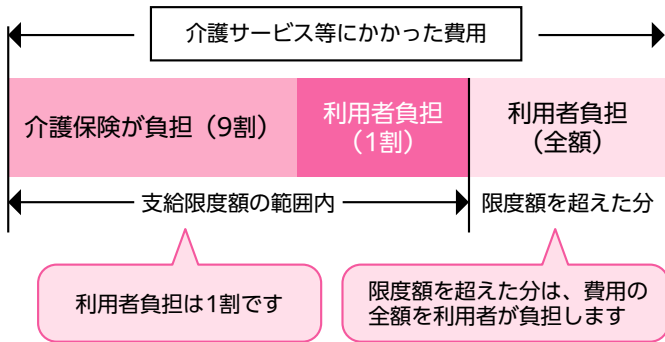 介護サービス等にかかった費用
介護保険が負担（9割）
利用者負担
（1割）
利用者負担
（全額）
支給限度額の範囲内
限度額を超えた分
利用者負担は1割です
限度額を超えた分は、費用の
全額を利用者が負担します